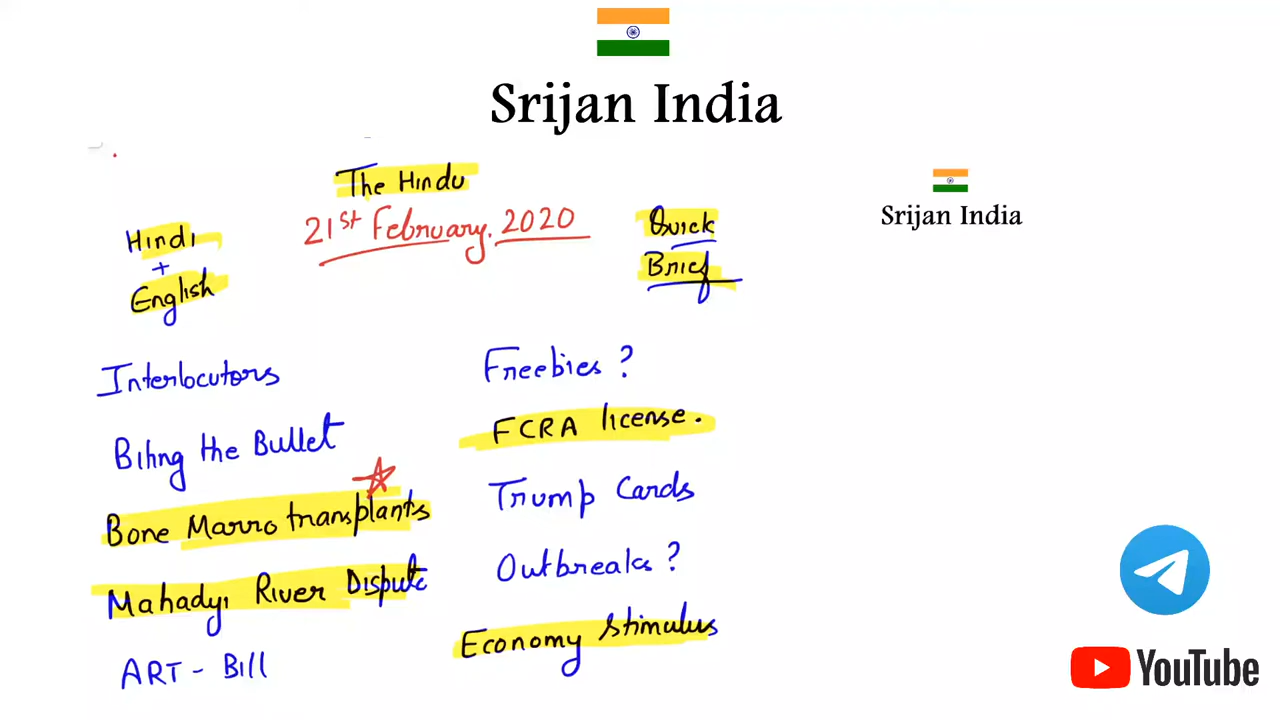 Srijan India
The Hindu
21st February. 2020
Hindi
+
English
Quick
Brief
Srijan India
Interlocutors
Biting the Bullet
Bone Marro transplants
Mahadyi River Dispute
ART - Bill
Freebies ?
FCRA license.
Trump Cards
Outbreaks ?
Economy stimulus
YouTube